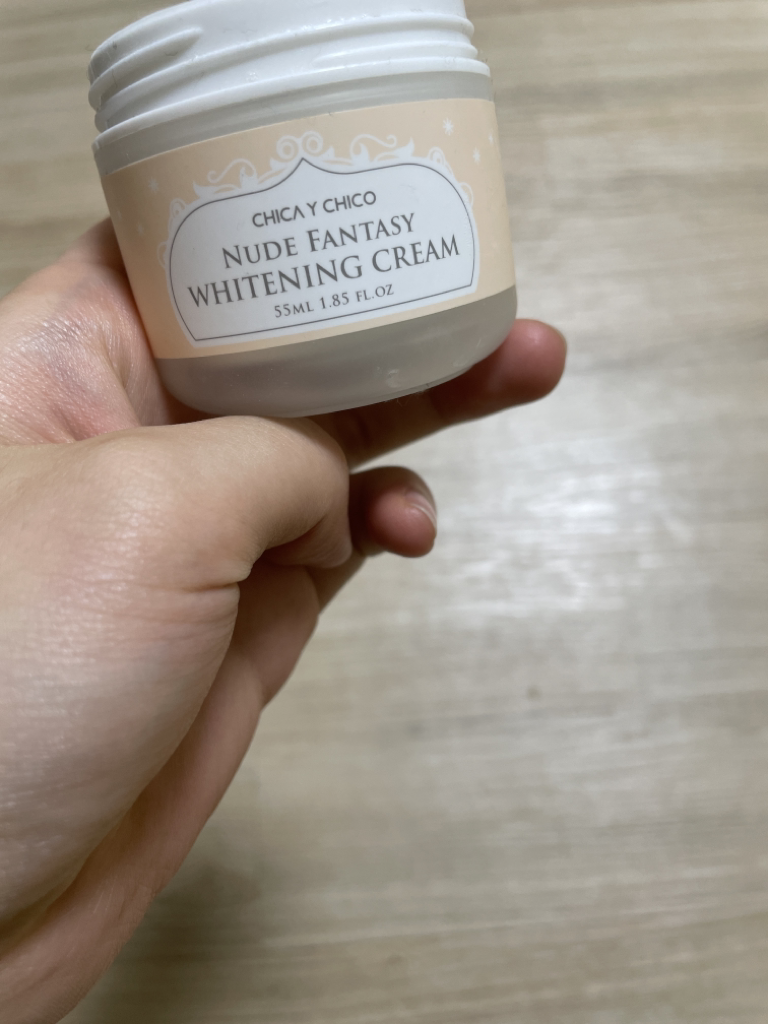 CHICA Y CHICO
NUDE FANTASY
WHITENING CREAM
55ML 1.85 FL.OZ